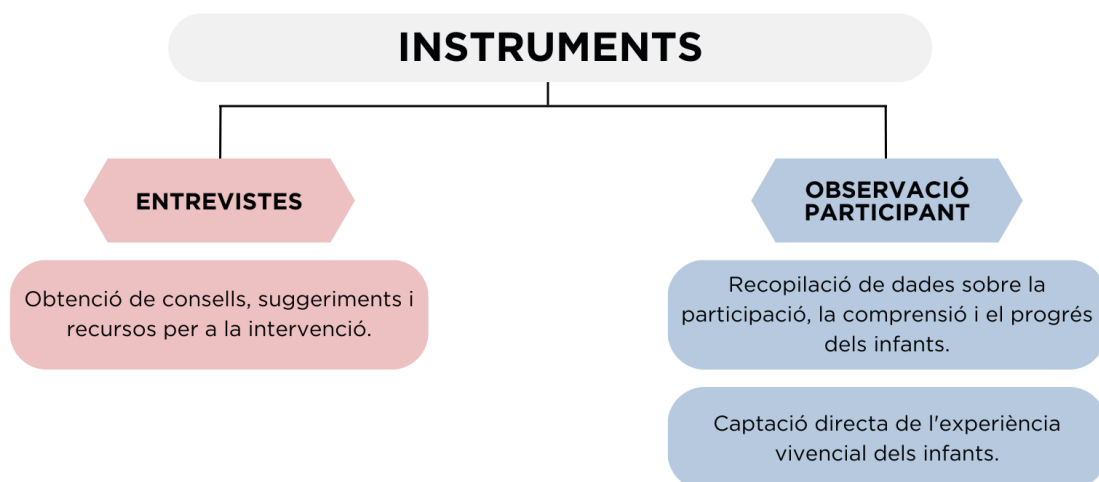 INSTRUMENTS
ENTREVISTES
Obtenció de consells, suggeriments i
recursos per a la intervenció.
OBSERVACIÓ
PARTICIPANT
Recopilació de dades sobre la
participació, la comprensió i el progrés
dels infants.
Captació directa de l'experiència
vivencial dels infants.